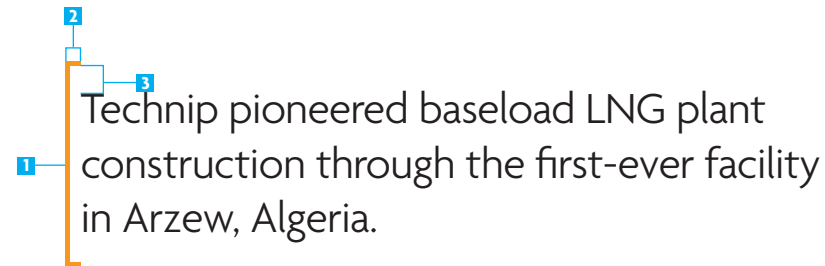 2
3
Technip pioneered baseload LNG plant
1
construction through the first-ever facility
in Arzew, Algeria.